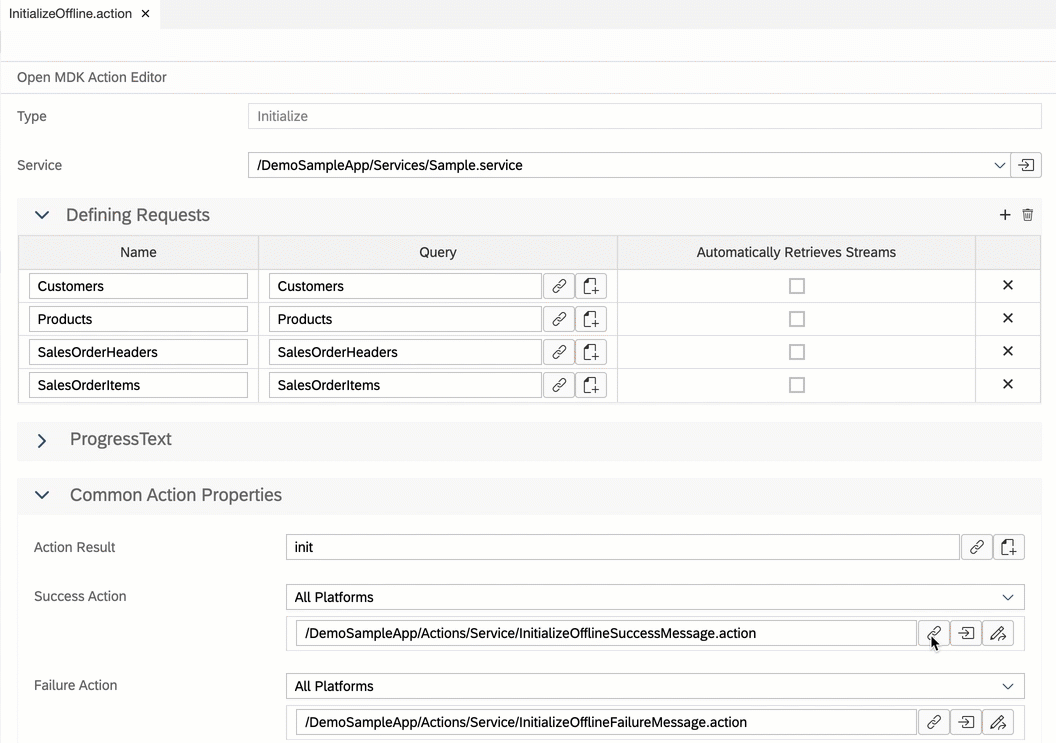 InitializeOffline.action
Open MDK Action Editor
Type Initialize
Service /DemoSampleApp/Services/Sample.service
Defining Requests
Name Query Automatically Retrieves Streams
Customers Customers
Products Products
SalesOrderHeaders SalesOrderHeaders
SalesOrderItems SalesOrderItems
ProgressText
Common Action Properties
Action Result init
Success Action All Platforms
/DemoSampleApp/Actions/Service/InitializeOfflineSuccessMessage.action
Failure Action All Platforms
/DemoSampleApp/Actions/Service/InitializeOfflineFailureMessage.action